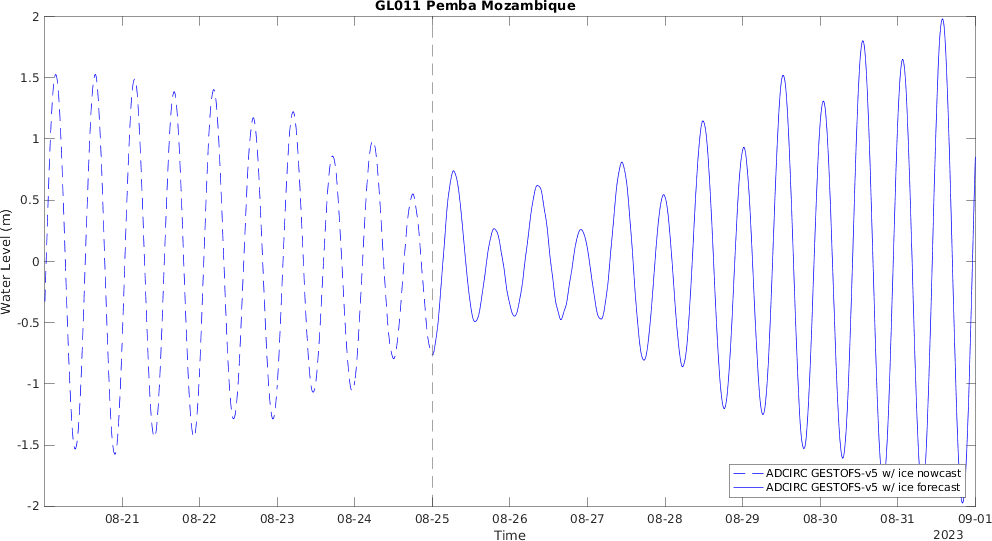 GL011 Pemba Mozambique
2
1.5
1
0.5
0
-0.5
-1
-1.5
-2
Water Level (m)
ADCIRC GESTOFS-v5 w/ ice nowcast
ADCIRC GESTOFS-v5 w/ ice forecast
08-21 08-22 08-23 08-24 08-25 08-26 08-27 08-28 08-29 08-30 08-31 09-01
Time
2023